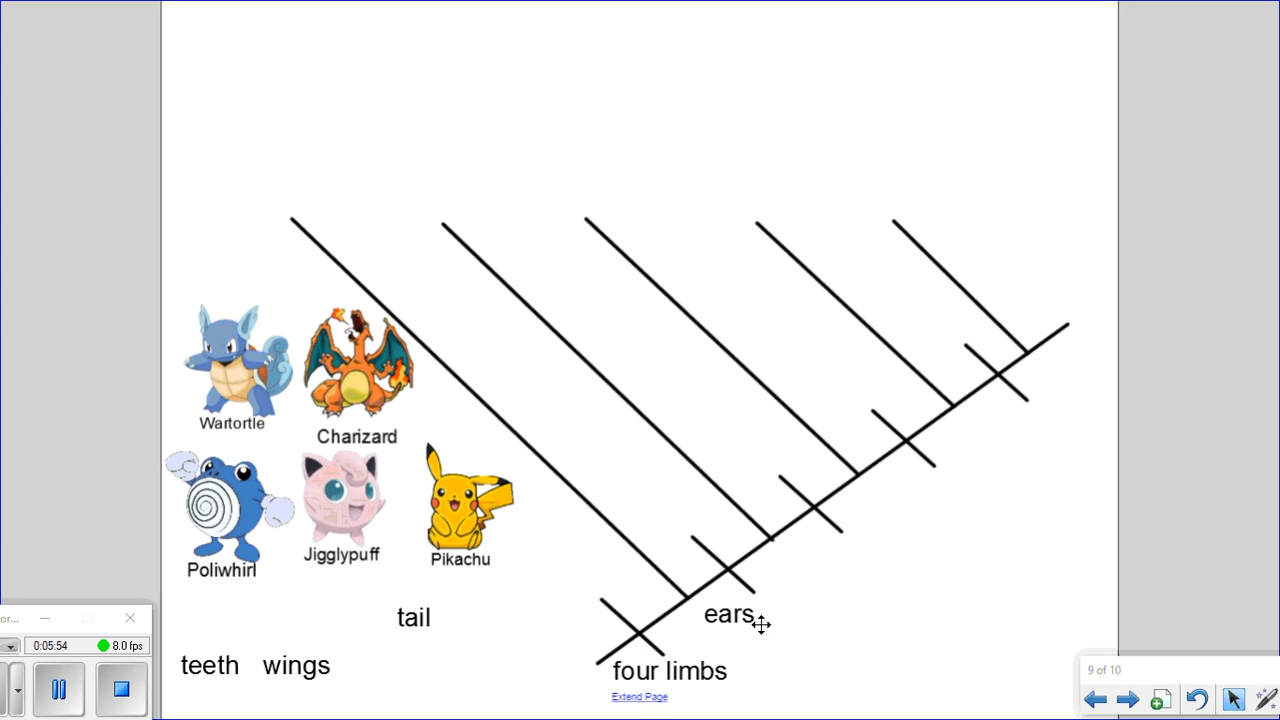 Wartortle
Charizard
Poliwhirl
Jigglypuff
Pikachu
tail
ears
teeth wings
four limbs
Extend Page
or...
0:05:54
8.0 fps
9 of 10